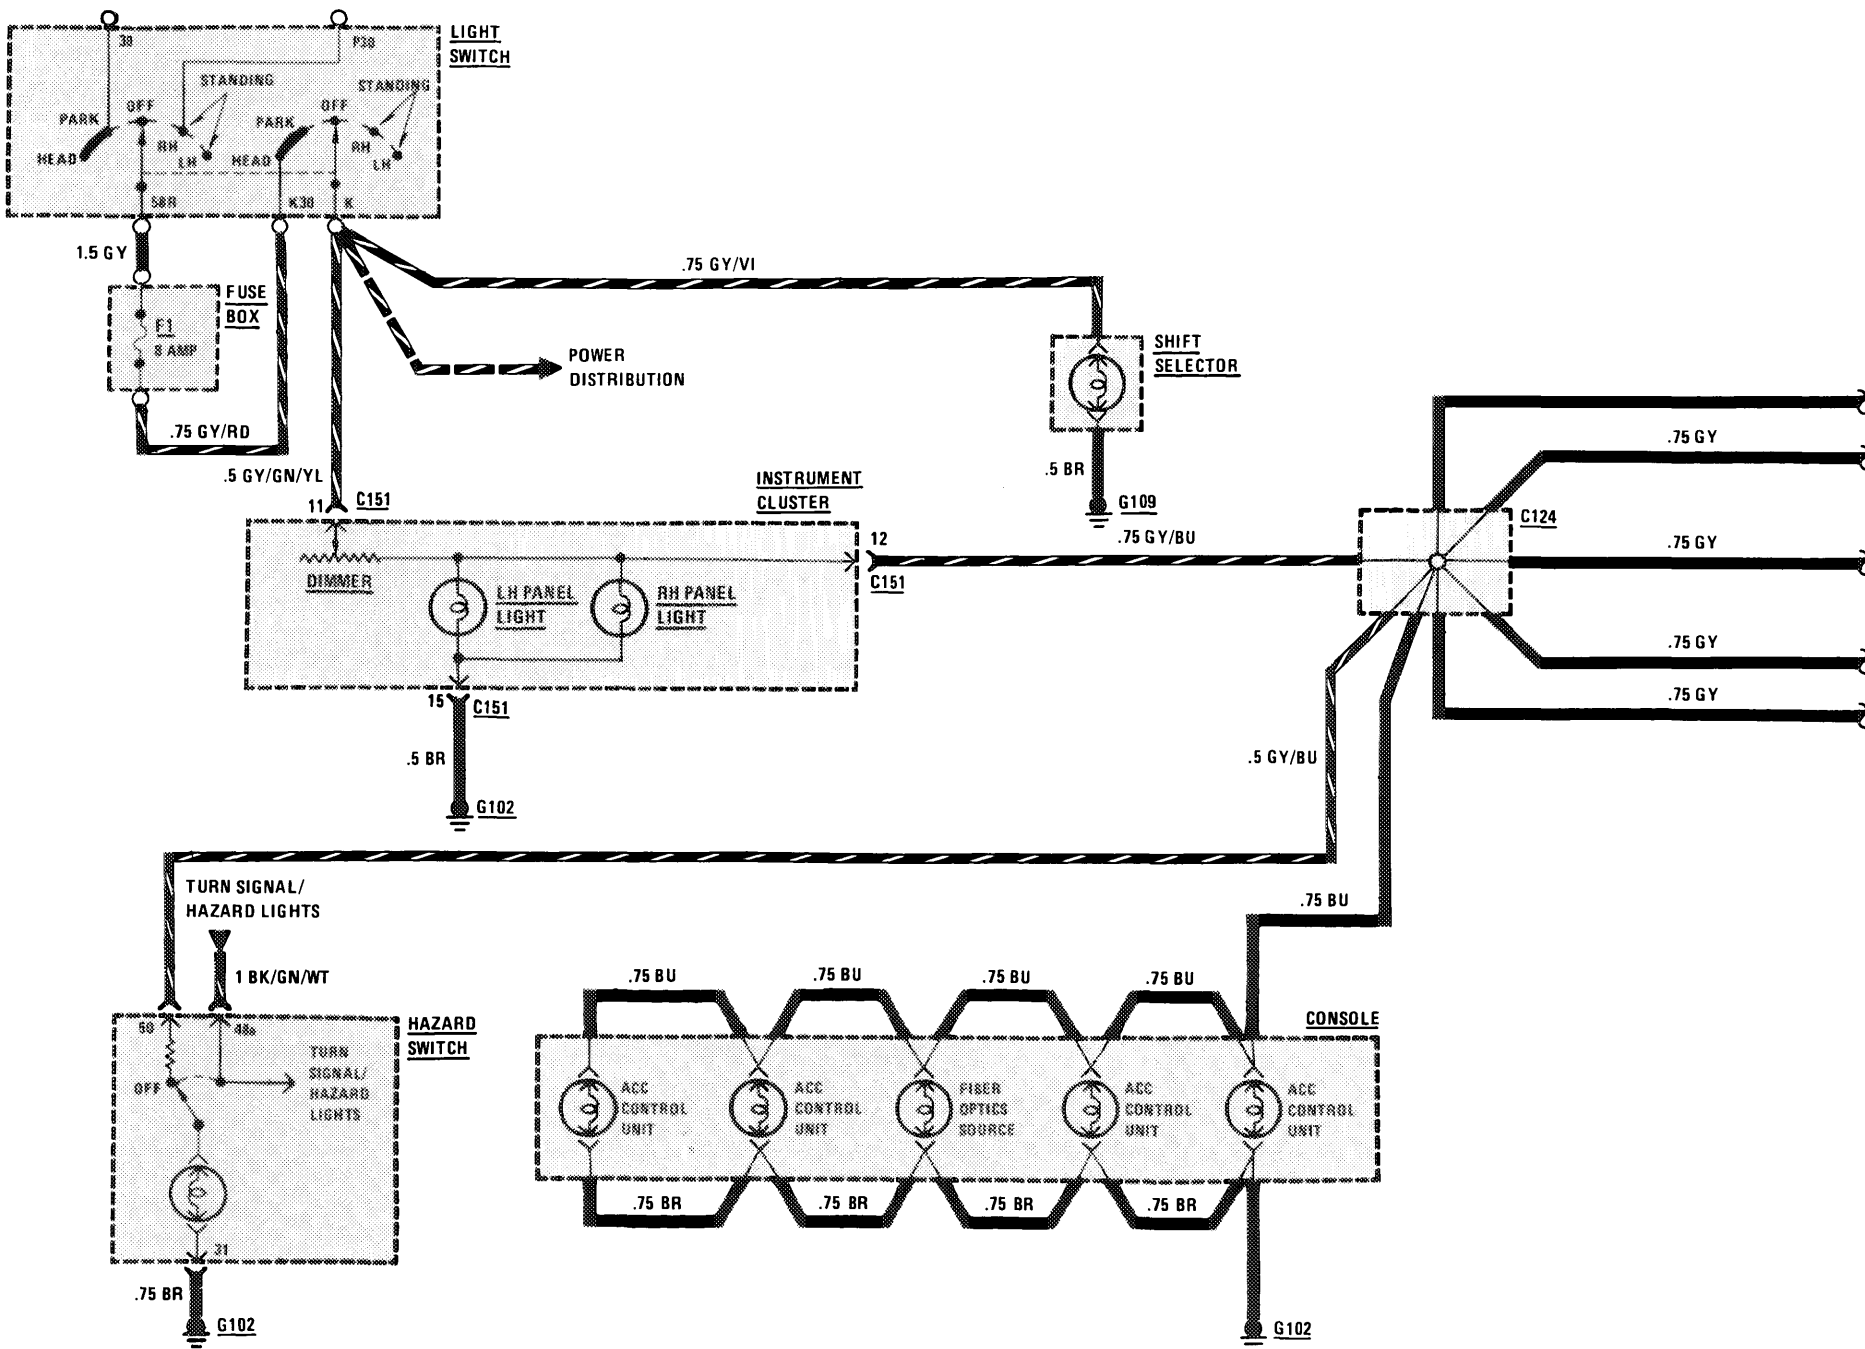 LIGHT
SWITCH
30
P30
STANDING
STANDING
OFF
OFF
PARK
PARK
RH
RH
HEAD
LH
HEAD
LH
58R
K30
K
1.5 GY
.75 GY/VI
FUSE
BOX
F1
8 AMP
POWER
DISTRIBUTION
SHIFT
SELECTOR
.75 GY/RD
.75 GY
.5 GY/GN/YL
.5 BR
INSTRUMENT
CLUSTER
11
C151
G109
C124
12
.75 GY/BU
.75 GY
C151
DIMMER
LH PANEL
LIGHT
RH PANEL
LIGHT
.75 GY
15
C151
.75 GY
.5 BR
.5 GY/BU
G102
TURN SIGNAL/
HAZARD LIGHTS
.75 BU
1 BK/GN/WT
.75 BU
.75 BU
.75 BU
.75 BU
HAZARD
SWITCH
CONSOLE
OFF
TURN
SIGNAL/
HAZARD
LIGHTS
ACC
CONTROL
UNIT
ACC
CONTROL
UNIT
FIBER
OPTICS
SOURCE
ACC
CONTROL
UNIT
ACC
CONTROL
UNIT
31
.75 BR
.75 BR
.75 BR
.75 BR
.75 BR
G102
G102